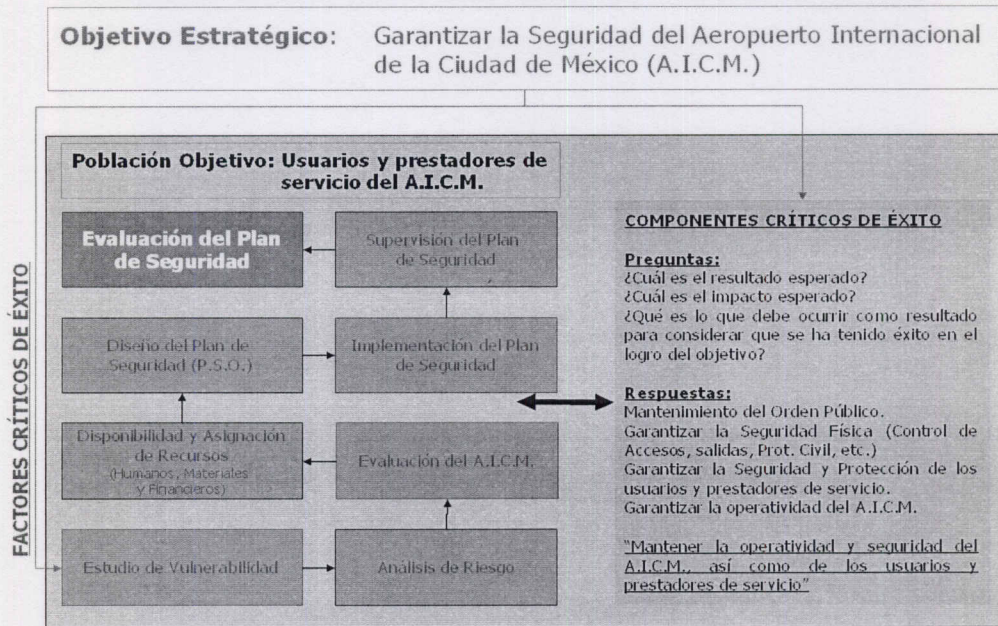 Objetivo Estratégico: Garantizar la Seguridad del Aeropuerto Internacional
de la Ciudad de México (A.I.C.M.)
FACTORES CRÍTICOS DE ÉXITO
Población Objetivo: Usuarios y prestadores de
servicio del A.I.C.M.
Evaluación del Plan
de Seguridad
Supervisión del Plan
de Seguridad
Diseño del Plan de
Seguridad (P.S.O.)
Implementación del Plan
de Seguridad
Disponibilidad y Asignación
de Recursos
(Humanos, Materiales
y Financieros)
Evaluación del A.I.C.M.
Estudio de Vulnerabilidad
Análisis de Riesgo
COMPONENTES CRÍTICOS DE ÉXITO
Preguntas:
¿Cuál es el resultado esperado?
¿Cuál es el impacto esperado?
¿Qué es lo que debe ocurrir como resultado
para considerar que se ha tenido éxito en el
logro del objetivo?
Respuestas:
Mantenimiento del Orden Público.
Garantizar la Seguridad Física (Control de
Accesos, salidas, Prot. Civil, etc.)
Garantizar la Seguridad y Protección de los
usuarios y prestadores de servicio.
Garantizar la operatividad del A.I.C.M.
"Mantener la operatividad y seguridad del
A.I.C.M., así como de los usuarios y
prestadores de servicio"